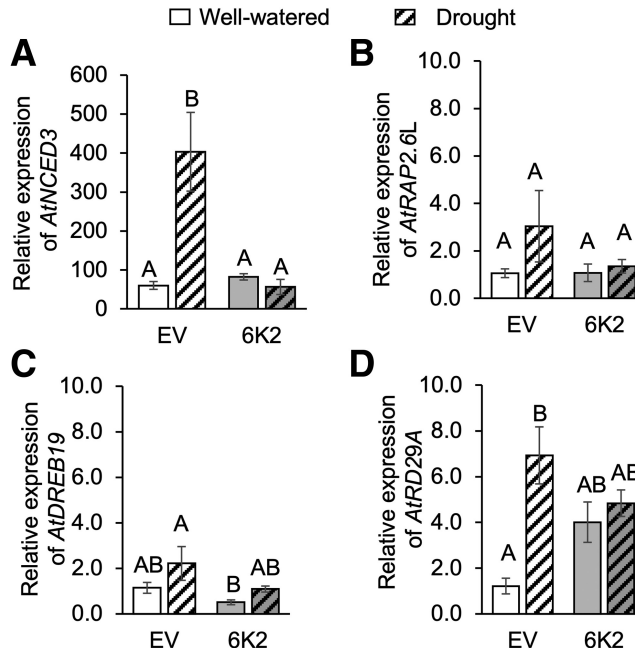 Well-watered Drought
A
Relative expression
of AtNCED3
600
500
400
300
200
100
0
A
B
A
A
EV
6K2
B
Relative expression
of AtRAP2.6L
10.0
8.0
6.0
4.0
2.0
0.0
A
A
A
A
EV
6K2
C
Relative expression
of AtDREB19
10.0
8.0
6.0
4.0
2.0
0.0
AB
A
B
AB
EV
6K2
D
Relative expression
of AtRD29A
10.0
8.0
6.0
4.0
2.0
0.0
A
B
AB
AB
EV
6K2